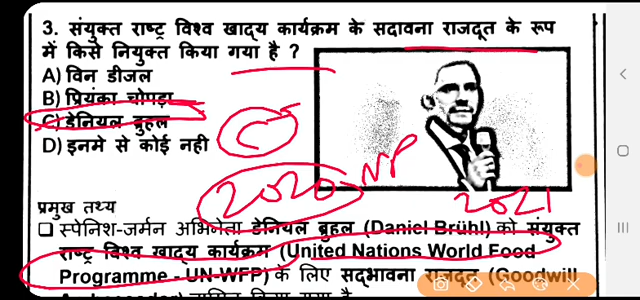 3. संयुक्त राष्ट्र विश्व खाद्य कार्यक्रम के सदावना राजदूत के रूप
में किसे नियुक्त किया गया है ?
A) विन डीजल
B) प्रियंका चोपड़ा
C) डेनियल ब्रुहल
D) इनमे से कोई नही
C
2020 NP
2021
प्रमुख तथ्य
स्पेनिश-जर्मन अभिनेता डेनियल ब्रुहल (Daniel Brühl) को संयुक्त
राष्ट्र विश्व खाद्य कार्यक्रम (United Nations World Food
Programme - UN-WFP) के लिए सद्भावना राजदूत (Goodwill